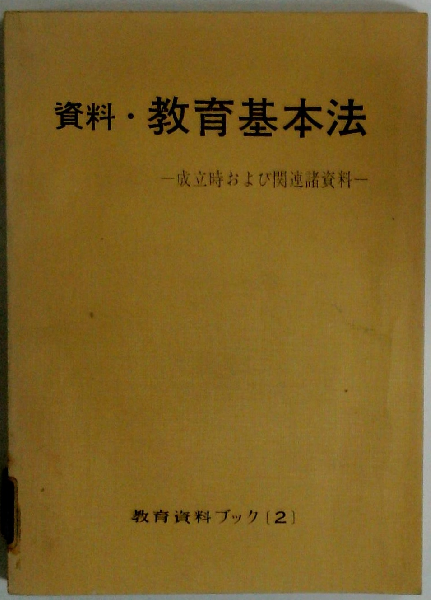 資料・教育基本法
―成立時および関連諸資料―
教育資料ブック〔2〕